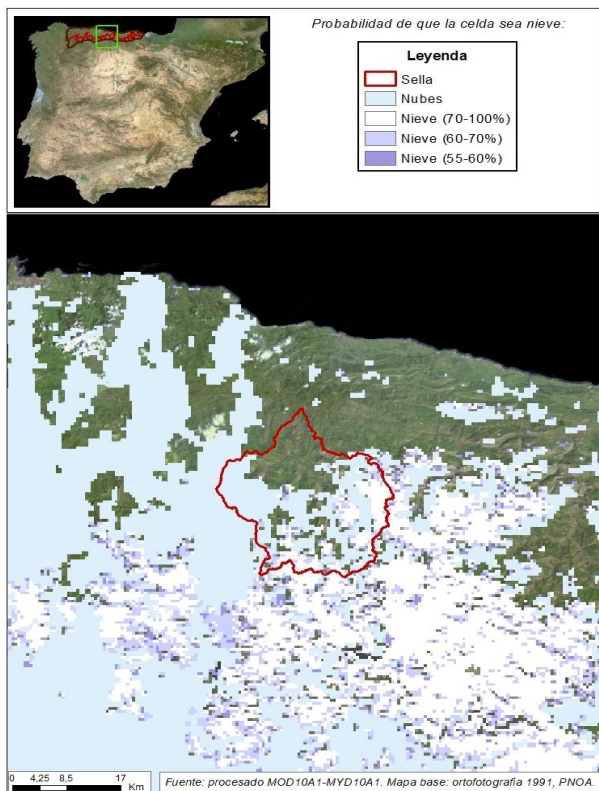 Probabilidad de que la celda sea nieve:
Leyenda
Sella
Nubes
Nieve (70-100%)
Nieve (60-70%)
Nieve (55-60%)
0 4,25 8,5 17
Km
Fuente: procesado MOD10A1-MYD10A1. Mapa base: ortofotografia 1991, PNOA.